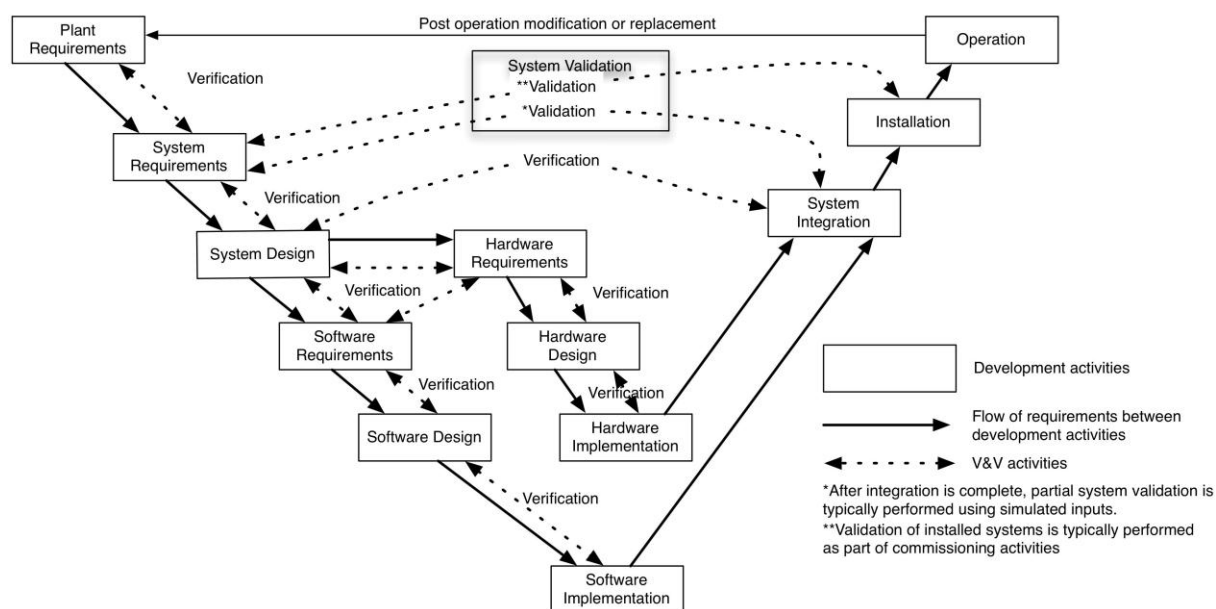 Post operation modification or replacement
Plant
Requirements
Operation
System Validation
**Validation
*Validation
Verification
Installation
System
Requirements
Verification
Verification
System
Integration
System Design
Hardware
Requirements
Verification
Verification
Software
Requirements
Hardware
Design
Verification
Verification
Software Design
Hardware
Implementation
Verification
Software
Implementation
Development activities
Flow of requirements between
development activities
V&V activities
*After integration is complete, partial system validation is
typically performed using simulated inputs.
**Validation of installed systems is typically performed
as part of commissioning activities